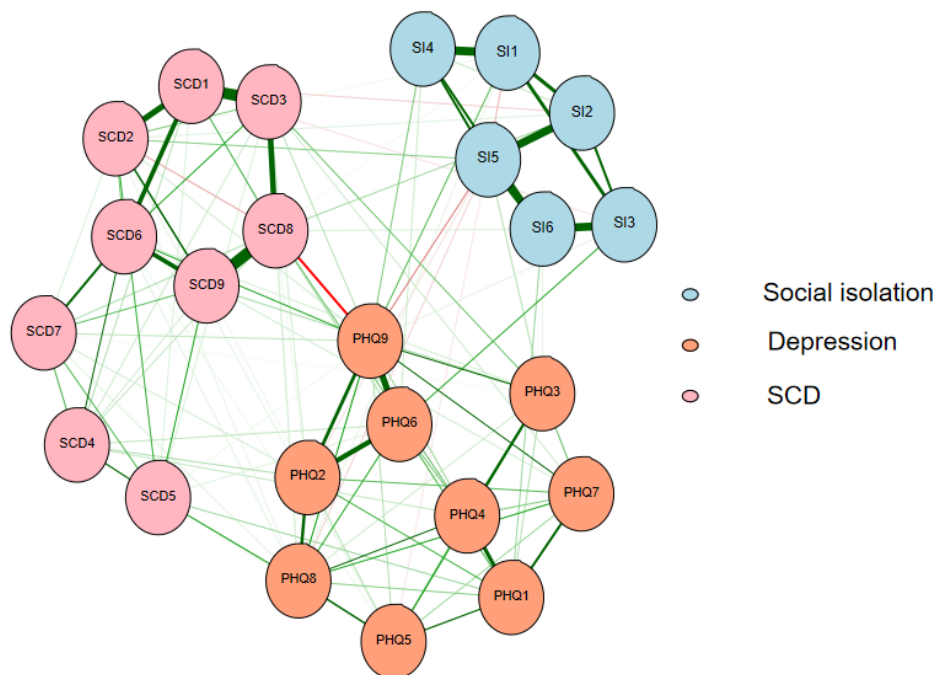 SI4
SI1
SCD1
SCD3
SI2
SCD2
SI5
SCD6
SCD8
SI6
SI3
SCD9
Social isolation
SCD7
PHQ9
Depression
PHQ3
SCD
PHQ6
SCD4
PHQ2
SCD5
PHQ7
PHQ4
PHQ8
PHQ1
PHQ5